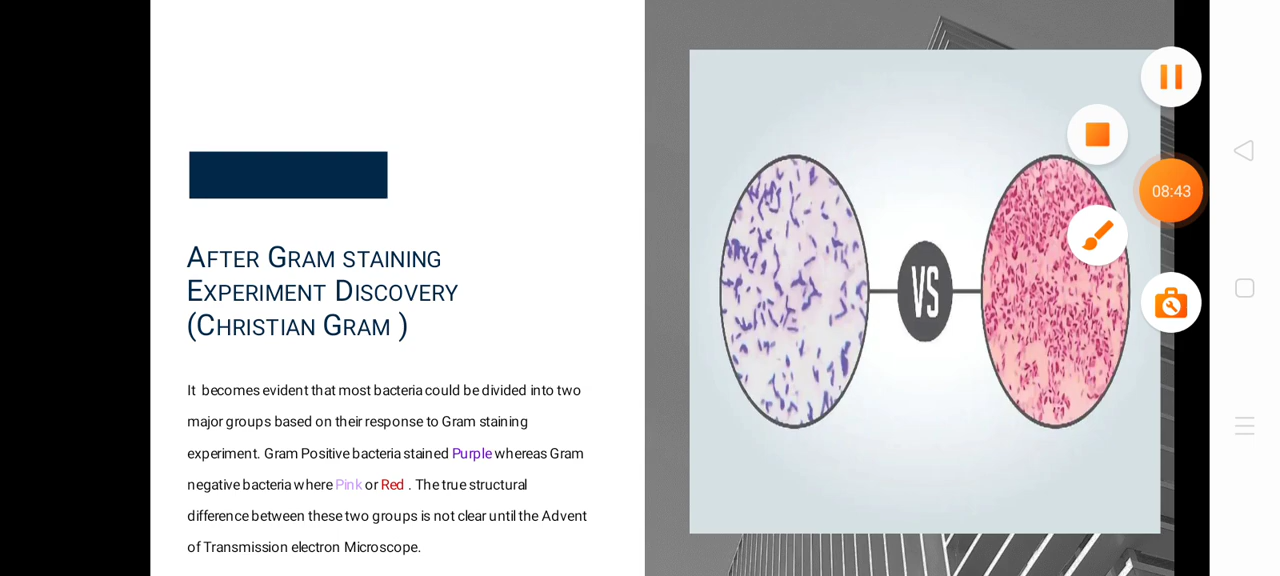 AFTER GRAM STAINING
EXPERIMENT DISCOVERY
(CHRISTIAN GRAM )
It becomes evident that most bacteria could be divided into two
major groups based on their response to Gram staining
experiment. Gram Positive bacteria stained Purple whereas Gram
negative bacteria where Pink or Red . The true structural
difference between these two groups is not clear until the Advent
of Transmission electron Microscope.
VS
08:43